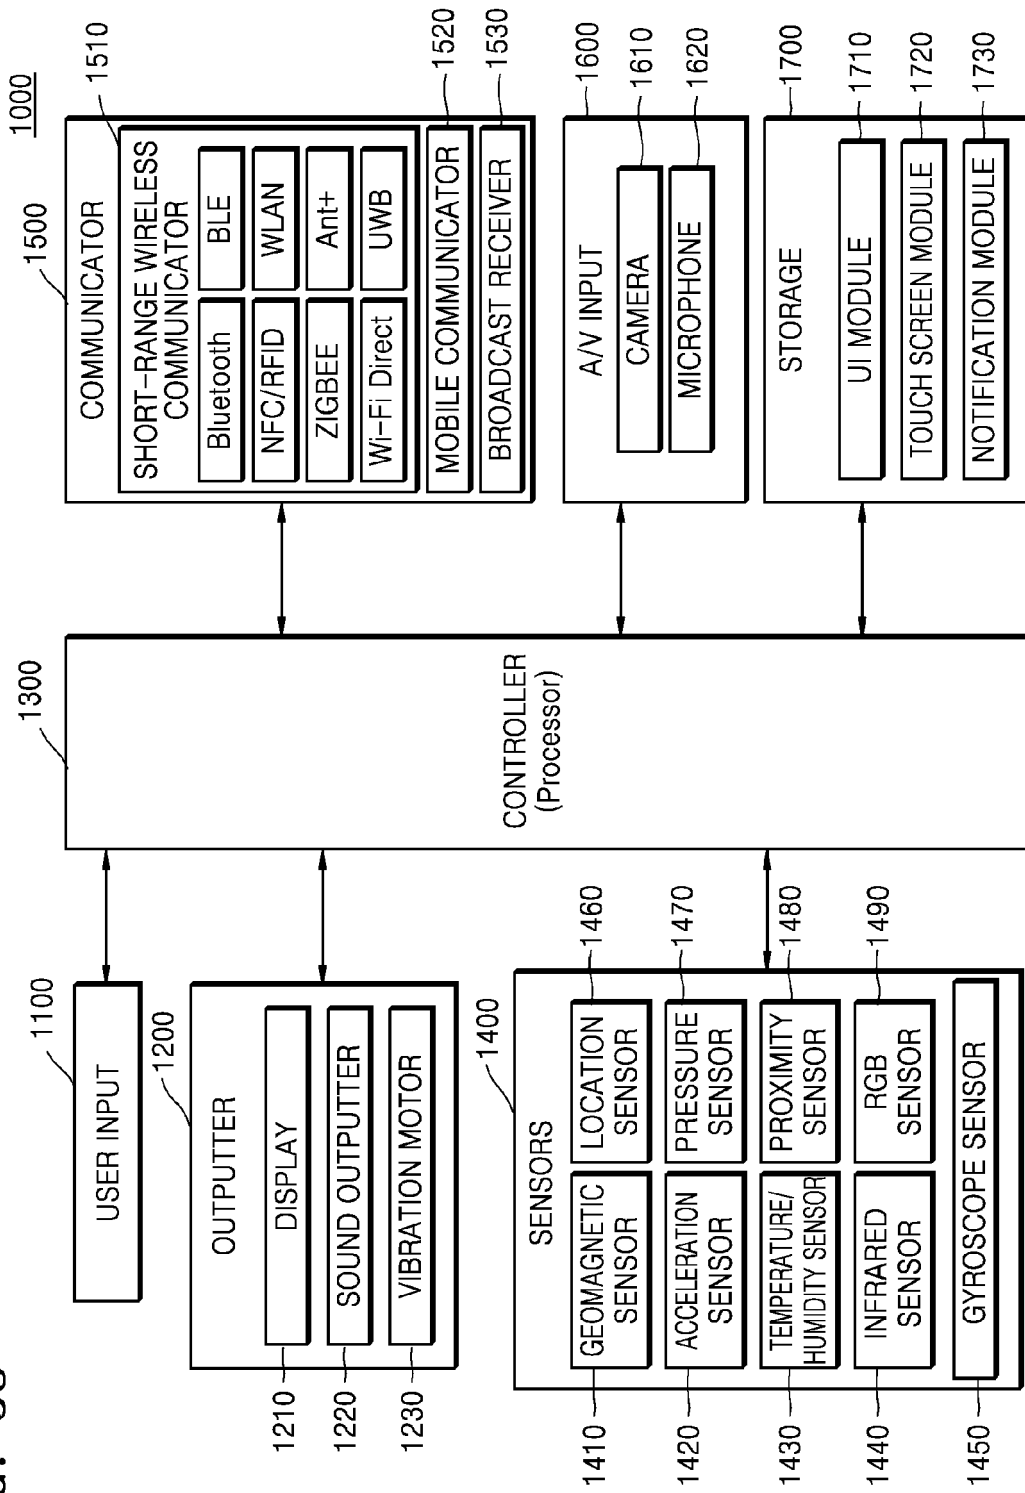 1000
1100
USER INPUT
1200
OUTPUTTER
1210
DISPLAY
1220
SOUND OUTPUTTER
1230
VIBRATION MOTOR
1400
SENSORS
1410
GEOMAGNETIC
SENSOR
LOCATION
SENSOR
1460
1420
ACCELERATION
SENSOR
PRESSURE
SENSOR
1470
1430
TEMPERATURE/
HUMIDITY SENSOR
PROXIMITY
SENSOR
1480
1440
INFRARED
SENSOR
RGB
SENSOR
1490
1450
GYROSCOPE SENSOR
1300
CONTROLLER
(Processor)
1500
COMMUNICATOR
1510
SHORT-RANGE WIRELESS
COMMUNICATOR
Bluetooth
BLE
NFC/RFID
WLAN
ZIGBEE
Ant+
Wi-Fi Direct
UWB
MOBILE COMMUNICATOR
1520
BROADCAST RECEIVER
1530
A/V INPUT
1600
CAMERA
1610
MICROPHONE
1620
STORAGE
1700
UI MODULE
1710
TOUCH SCREEN MODULE
1720
NOTIFICATION MODULE
1730